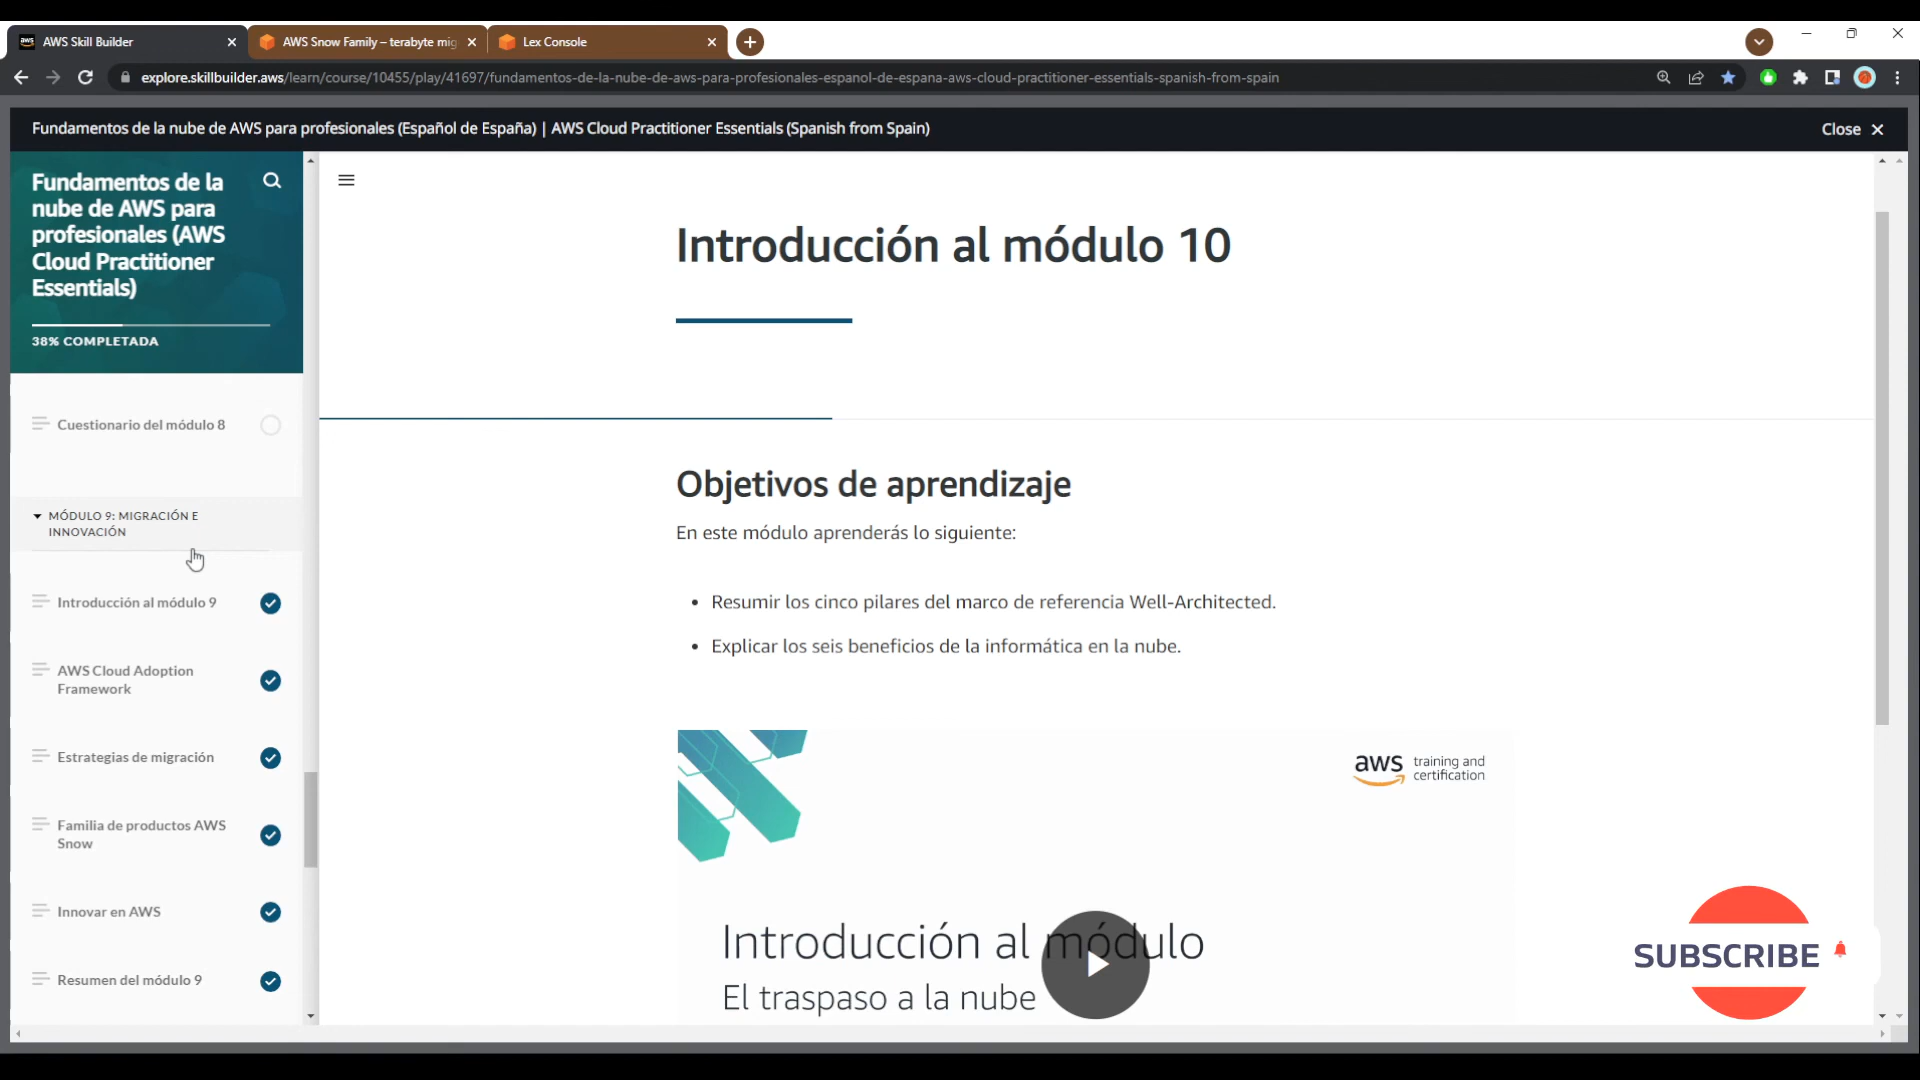 AWS Skill Builder
AWS Snow Family – terabyte mig
Lex Console
explore.skillbuilder.aws/learn/course/10455/play/41697/fundamentos-de-la-nube-de-aws-para-profesionales-espanol-de-espana-aws-cloud-practitioner-essentials-spanish-from-spain
Fundamentos de la nube de AWS para profesionales (Español de España) | AWS Cloud Practitioner Essentials (Spanish from Spain)
Close
Fundamentos de la
nube de AWS para
profesionales (AWS
Cloud Practitioner
Essentials)
38% COMPLETADA
Cuestionario del módulo 8
MÓDULO 9: MIGRACIÓN E
INNOVACIÓN
Introducción al módulo 9
AWS Cloud Adoption
Framework
Estrategias de migración
Familia de productos AWS
Snow
Innovar en AWS
Resumen del módulo 9
Introducción al módulo 10
Objetivos de aprendizaje
En este módulo aprenderás lo siguiente:
• Resumir los cinco pilares del marco de referencia Well-Architected.
• Explicar los seis beneficios de la informática en la nube.
aws training and
certification
Introducción al módulo
El traspaso a la nube
SUBSCRIBE